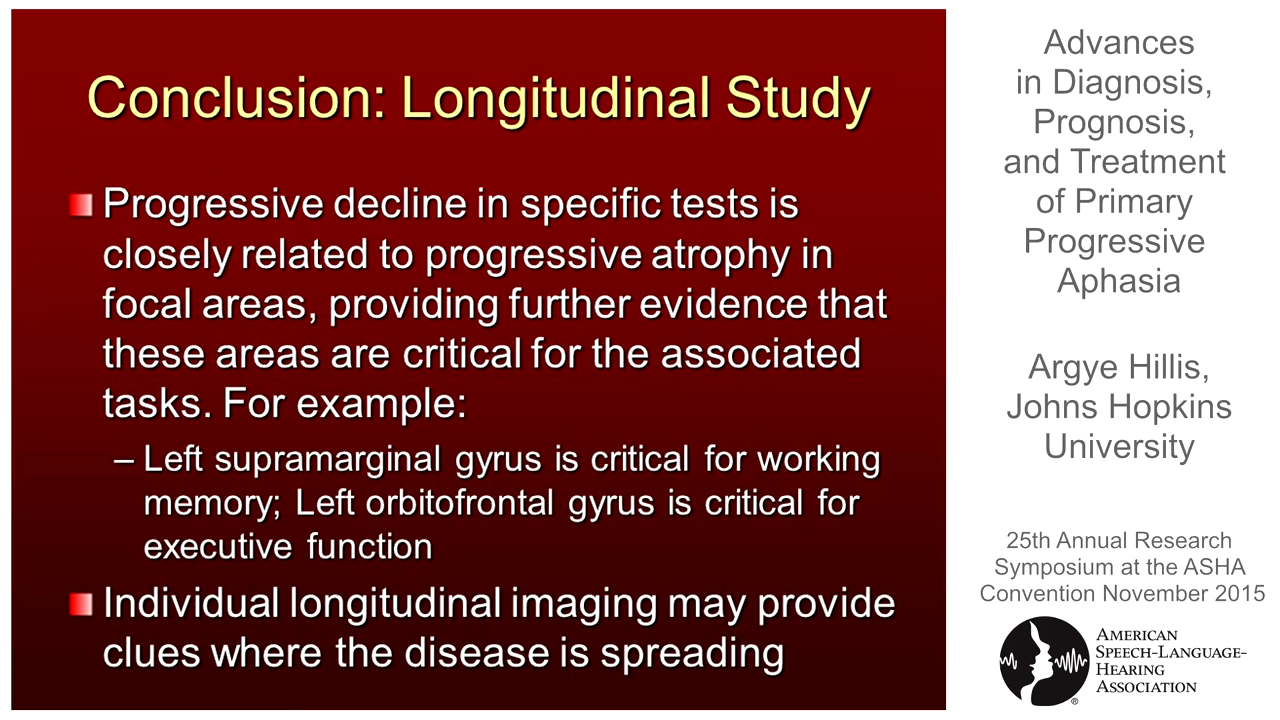 Conclusion: Longitudinal Study
Progressive decline in specific tests is
closely related to progressive atrophy in
focal areas, providing further evidence that
these areas are critical for the associated
tasks. For example:
– Left supramarginal gyrus is critical for working
memory; Left orbitofrontal gyrus is critical for
executive function
Individual longitudinal imaging may provide
clues where the disease is spreading
Advances
in Diagnosis,
Prognosis,
and Treatment
of Primary
Progressive
Aphasia
Argye Hillis,
Johns Hopkins
University
25th Annual Research
Symposium at the ASHA
Convention November 2015
AMERICAN
SPEECH-LANGUAGE-
HEARING
ASSOCIATION
®